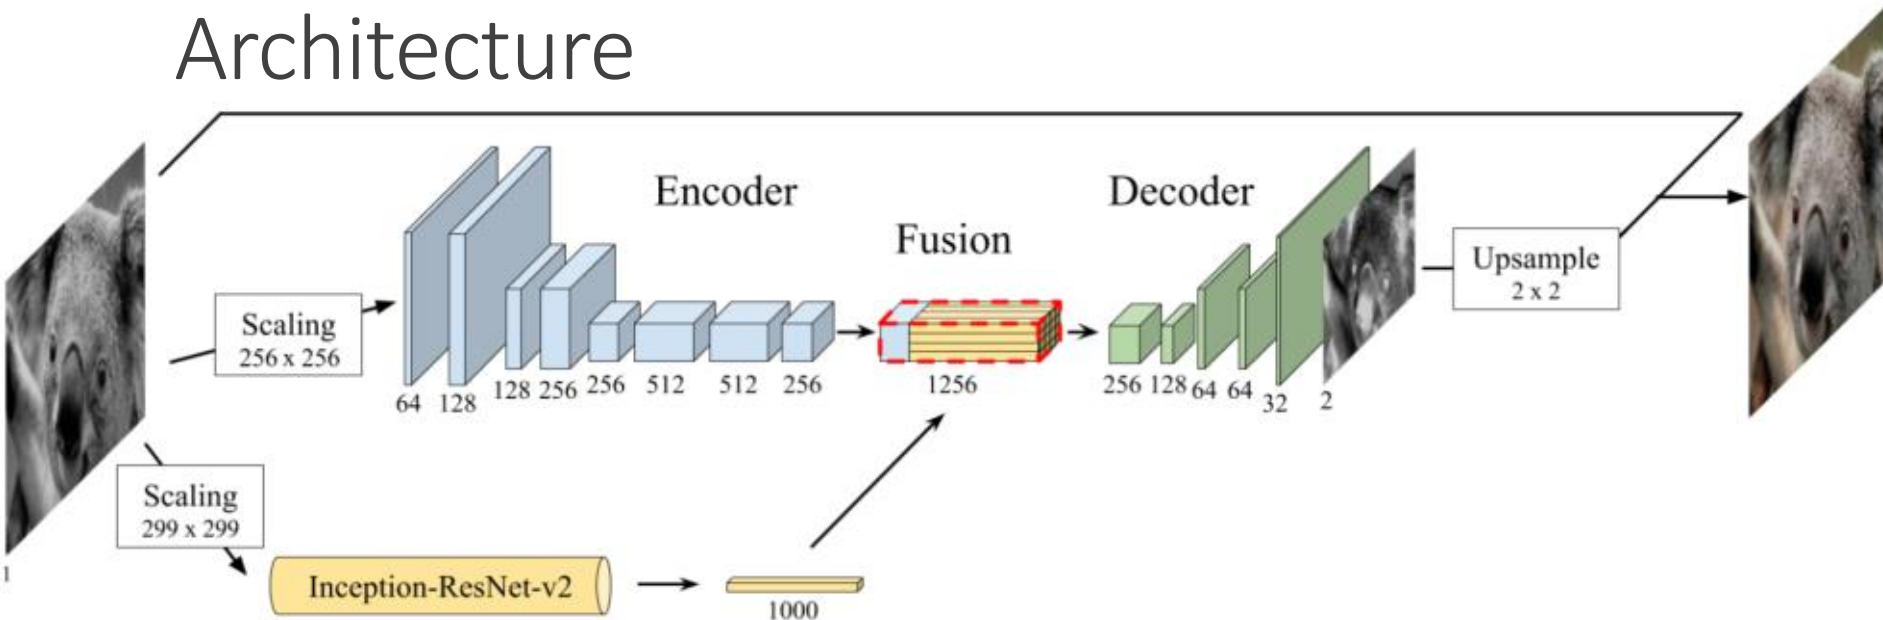 Architecture
Encoder
Decoder
Fusion
Scaling
256 x 256
Upsample
2 x 2
64
128
128
256
256
512
512
256
1256
256
128
64
64
32
2
Scaling
299 x 299
1
Inception-ResNet-v2
1000